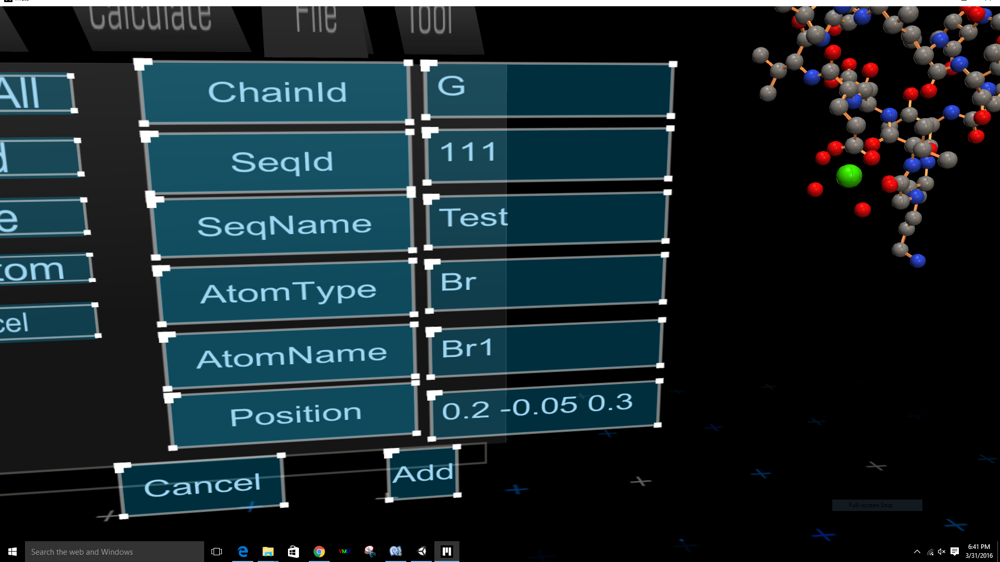 Calculate File Tool
All
ChainId G
SeqId 111
SeqName Test
AtomType Br
tom
AtomName Br1
cel
Position 0.2 -0.05 0.3
Cancel Add
Full-screen Snip
Search the web and Windows
VMD
6:41 PM
3/31/2016